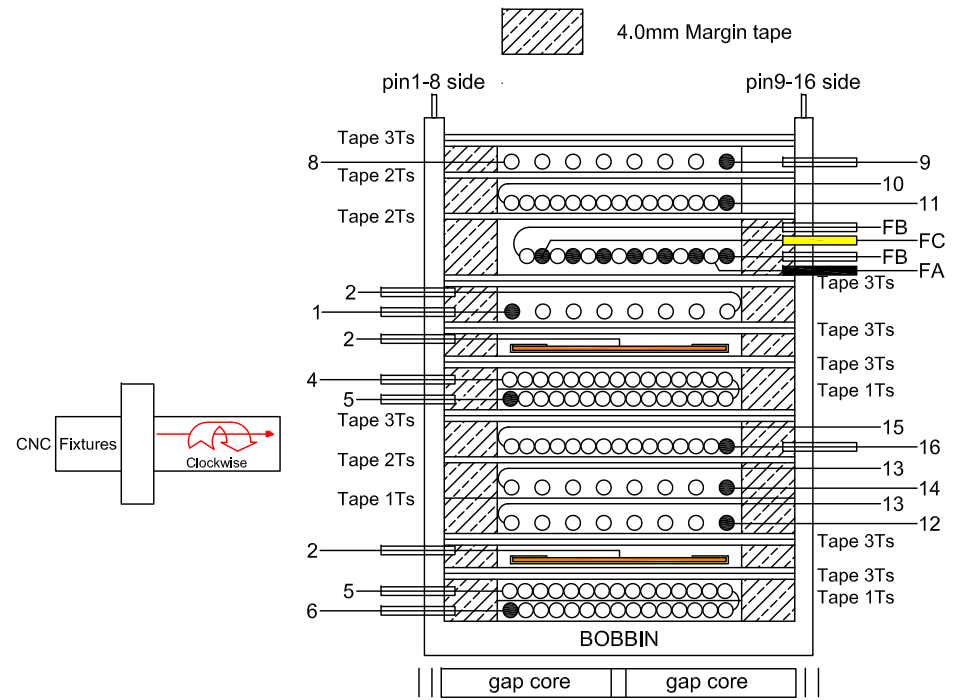 4.0mm Margin tape
pin1-8 side
pin9-16 side
Tape 3Ts
8
9
Tape 2Ts
10
11
Tape 2Ts
FB
FC
FB
FA
Tape 3Ts
2
1
Tape 3Ts
2
Tape 3Ts
4
Tape 1Ts
5
Tape 3Ts
15
16
Tape 2Ts
13
14
Tape 1Ts
13
12
Tape 3Ts
2
Tape 3Ts
5
Tape 1Ts
6
BOBBIN
gap core
gap core
CNC
Fixtures
Clockwise